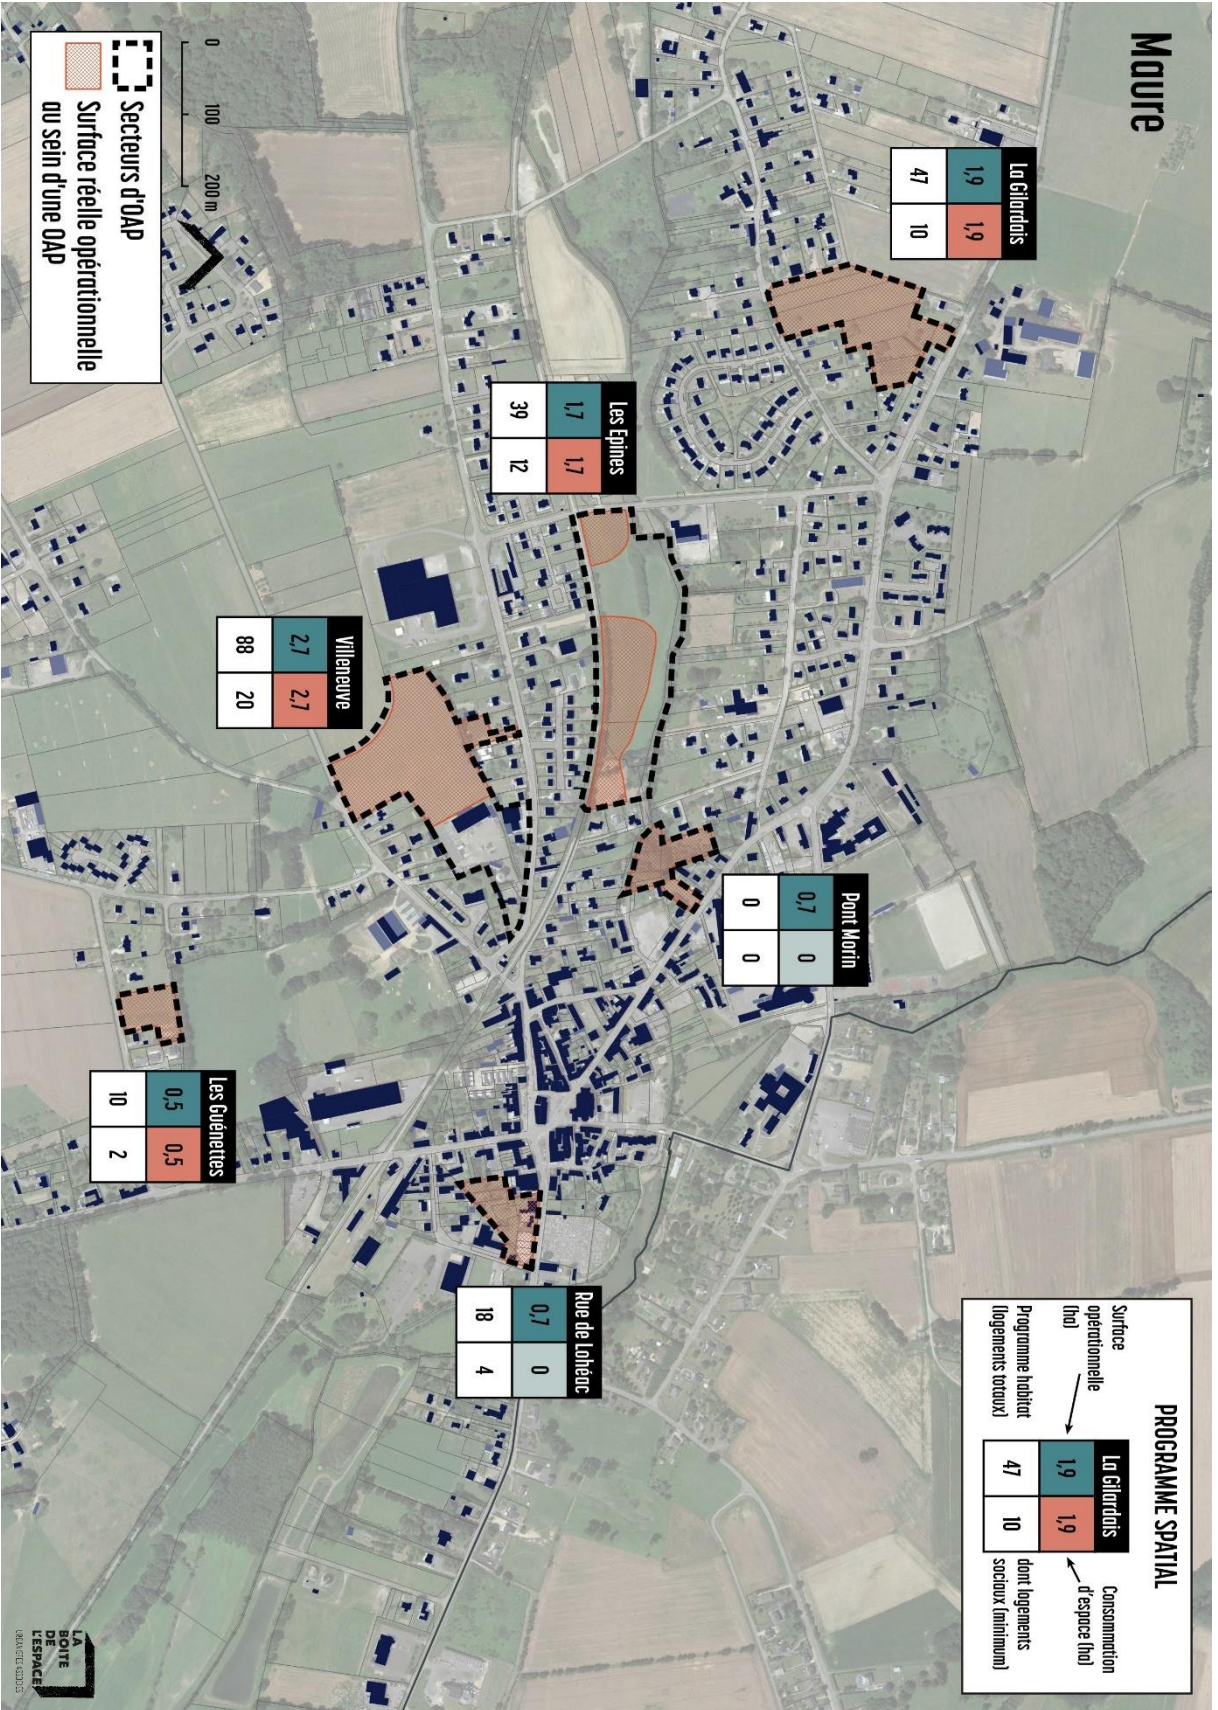 Maure
La Gilardais
1,9 1,9
47 10
Les Epines
1,7 1,7
39 12
Villeneuve
2,7 2,7
88 20
Pont Morin
0,7 0
0 0
Les Guénettes
0,5 0,5
10 2
Rue de Lohéac
0,7 0
18 4
PROGRAMME SPATIAL
Surface
opérationnelle
(ha)
Programme habitat
(logements totaux)
La Gilardais
1,9 1,9
47 10
Consommation
d'espace (ha)
dont logements
sociaux (minimum)
0 100 200 m
Secteurs d'OAP
Surface réelle opérationnelle
au sein d'une OAP
LA
BOITE
DE
L'ESPACE
URBANISTES ASSOCIES